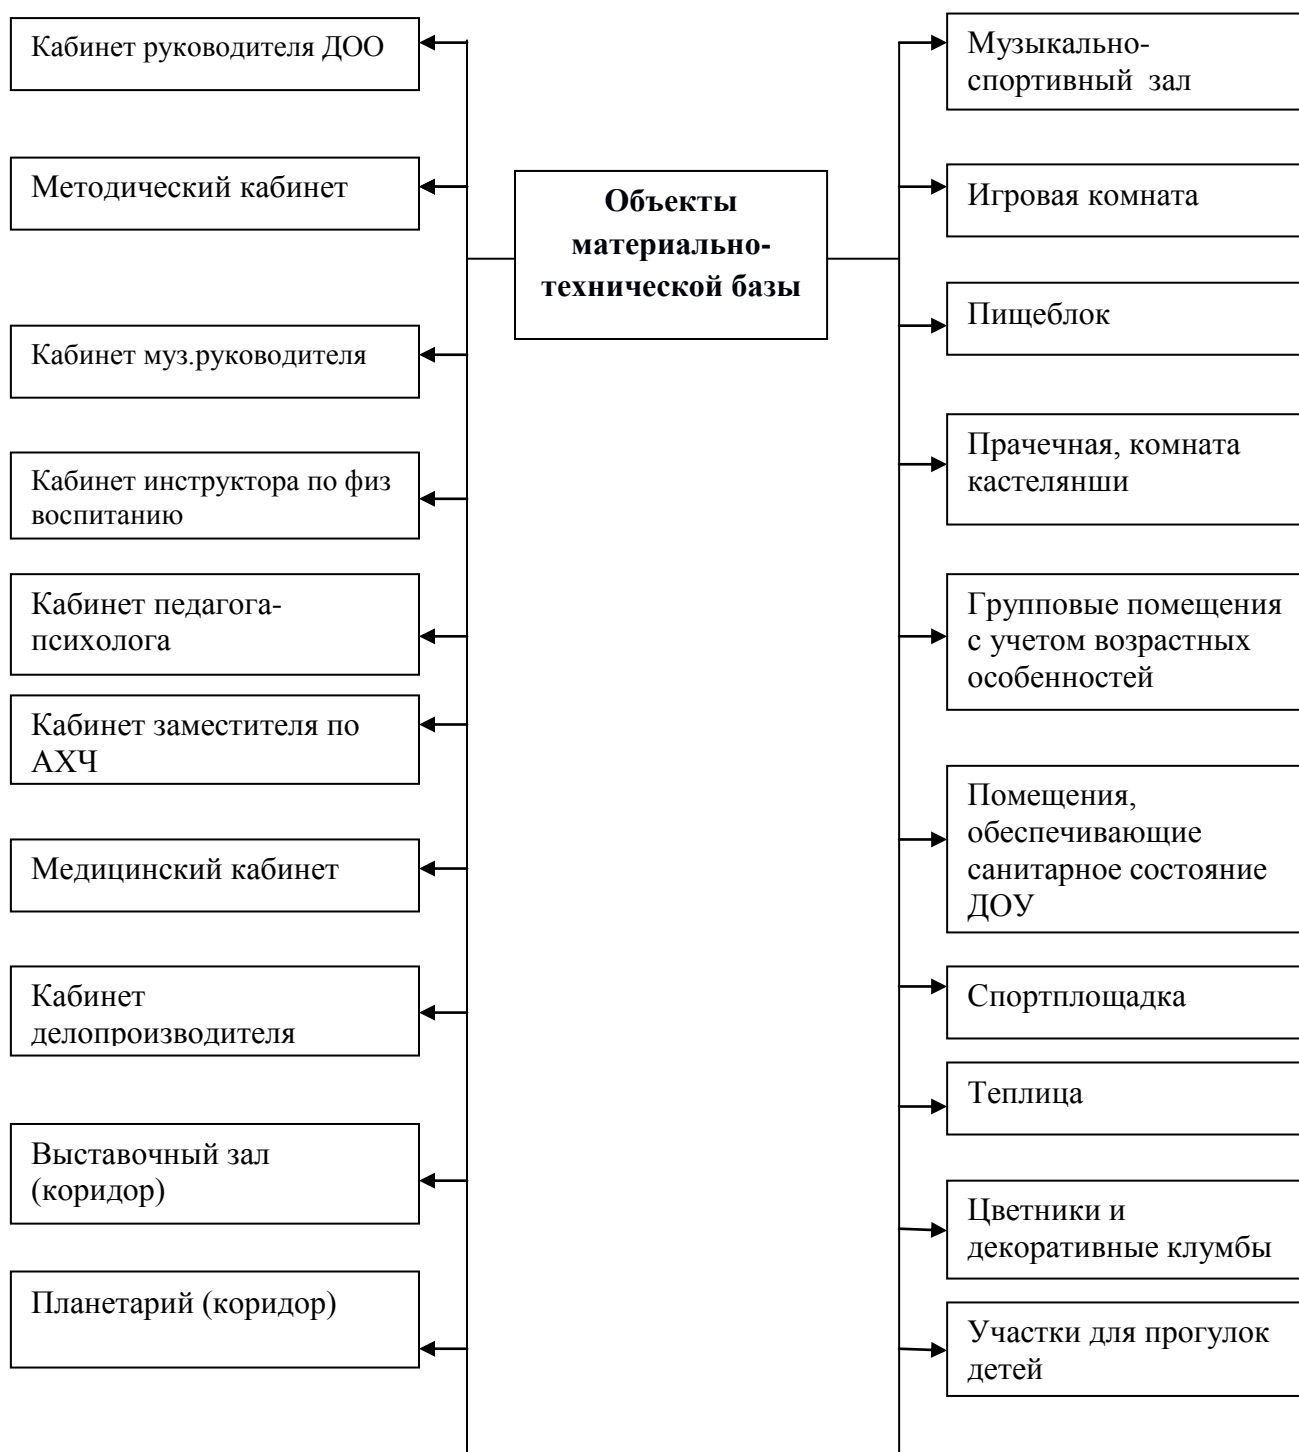 Кабинет руководителя ДОО
Методический кабинет
Кабинет муз.руководителя
Кабинет инструктора по физ
воспитанию
Кабинет педагога-
психолога
Кабинет заместителя по
АХЧ
Медицинский кабинет
Кабинет
делопроизводителя
Выставочный зал
(коридор)
Планетарий (коридор)
Объекты
материально-
технической базы
Музыкально-
спортивный зал
Игровая комната
Пищеблок
Прачечная, комната
кастелянши
Групповые помещения
с учетом возрастных
особенностей
Помещения,
обеспечивающие
санитарное состояние
ДОУ
Спортплощадка
Теплица
Цветники и
декоративные клумбы
Участки для прогулок
детей